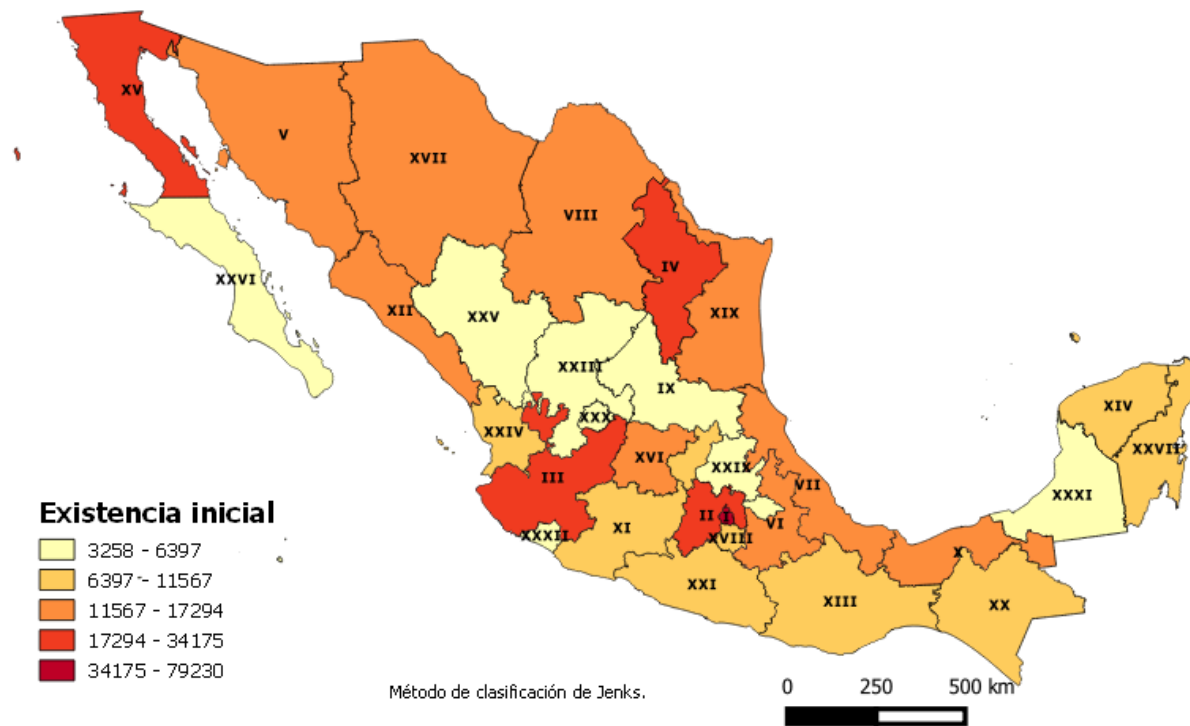 XV
V
XVII
VIII
IV
XXVI
XII
XXV
XIX
XXIII
IX
XXX
XXIV
XVI
XXIX
XIV
XXVII
III
VII
XXXI
II
I
VI
XI
XXXII
XVIII
X
XXI
XIII
XX
Existencia inicial
3258 - 6397
6397 - 11567
11567 - 17294
17294 - 34175
34175 - 79230
Método de clasificación de Jenks.
0 250 500 km